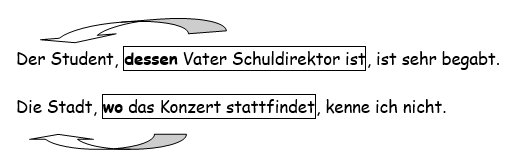 Der Student, dessen Vater Schuldirektor ist, ist sehr begabt.
Die Stadt, wo das Konzert stattfindet, kenne ich nicht.